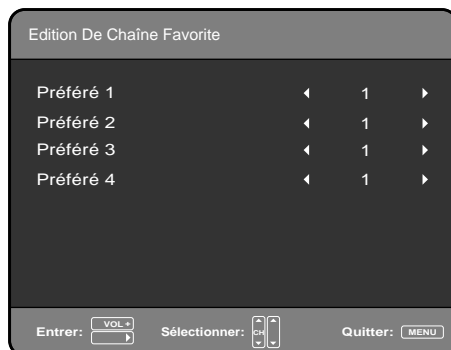 Edition De Chaîne Favorite
Préféré 1 1
Préféré 2 1
Préféré 3 1
Préféré 4 1
Entrer: VOL+ Sélectionner: CH Quitter: MENU